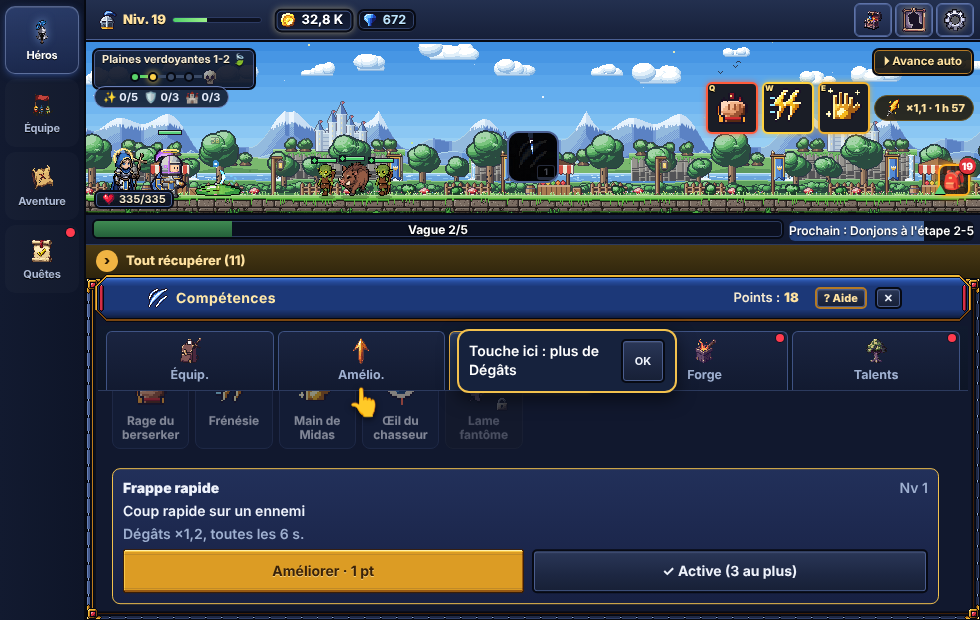 Niv. 19
32,8 K
672
Héros
Équipe
Aventure
Quêtes
Plaines verdoyantes 1-2
0/5
0/3
0/3
Avance auto
Q
W
E
×1,1 · 1 h 57
1
19
335/335
Vague 2/5
Prochain : Donjons à l'étape 2-5
Tout récupérer (11)
Compétences
Points : 18
? Aide
×
Équip.
Amélio.
Touche ici : plus de
Dégâts
OK
Forge
Talents
Rage du
berserker
Frénésie
Main de
Midas
Œil du
chasseur
Lame
fantôme
Frappe rapide
Nv 1
Coup rapide sur un ennemi
Dégâts ×1,2, toutes les 6 s.
Améliorer · 1 pt
✓ Active (3 au plus)